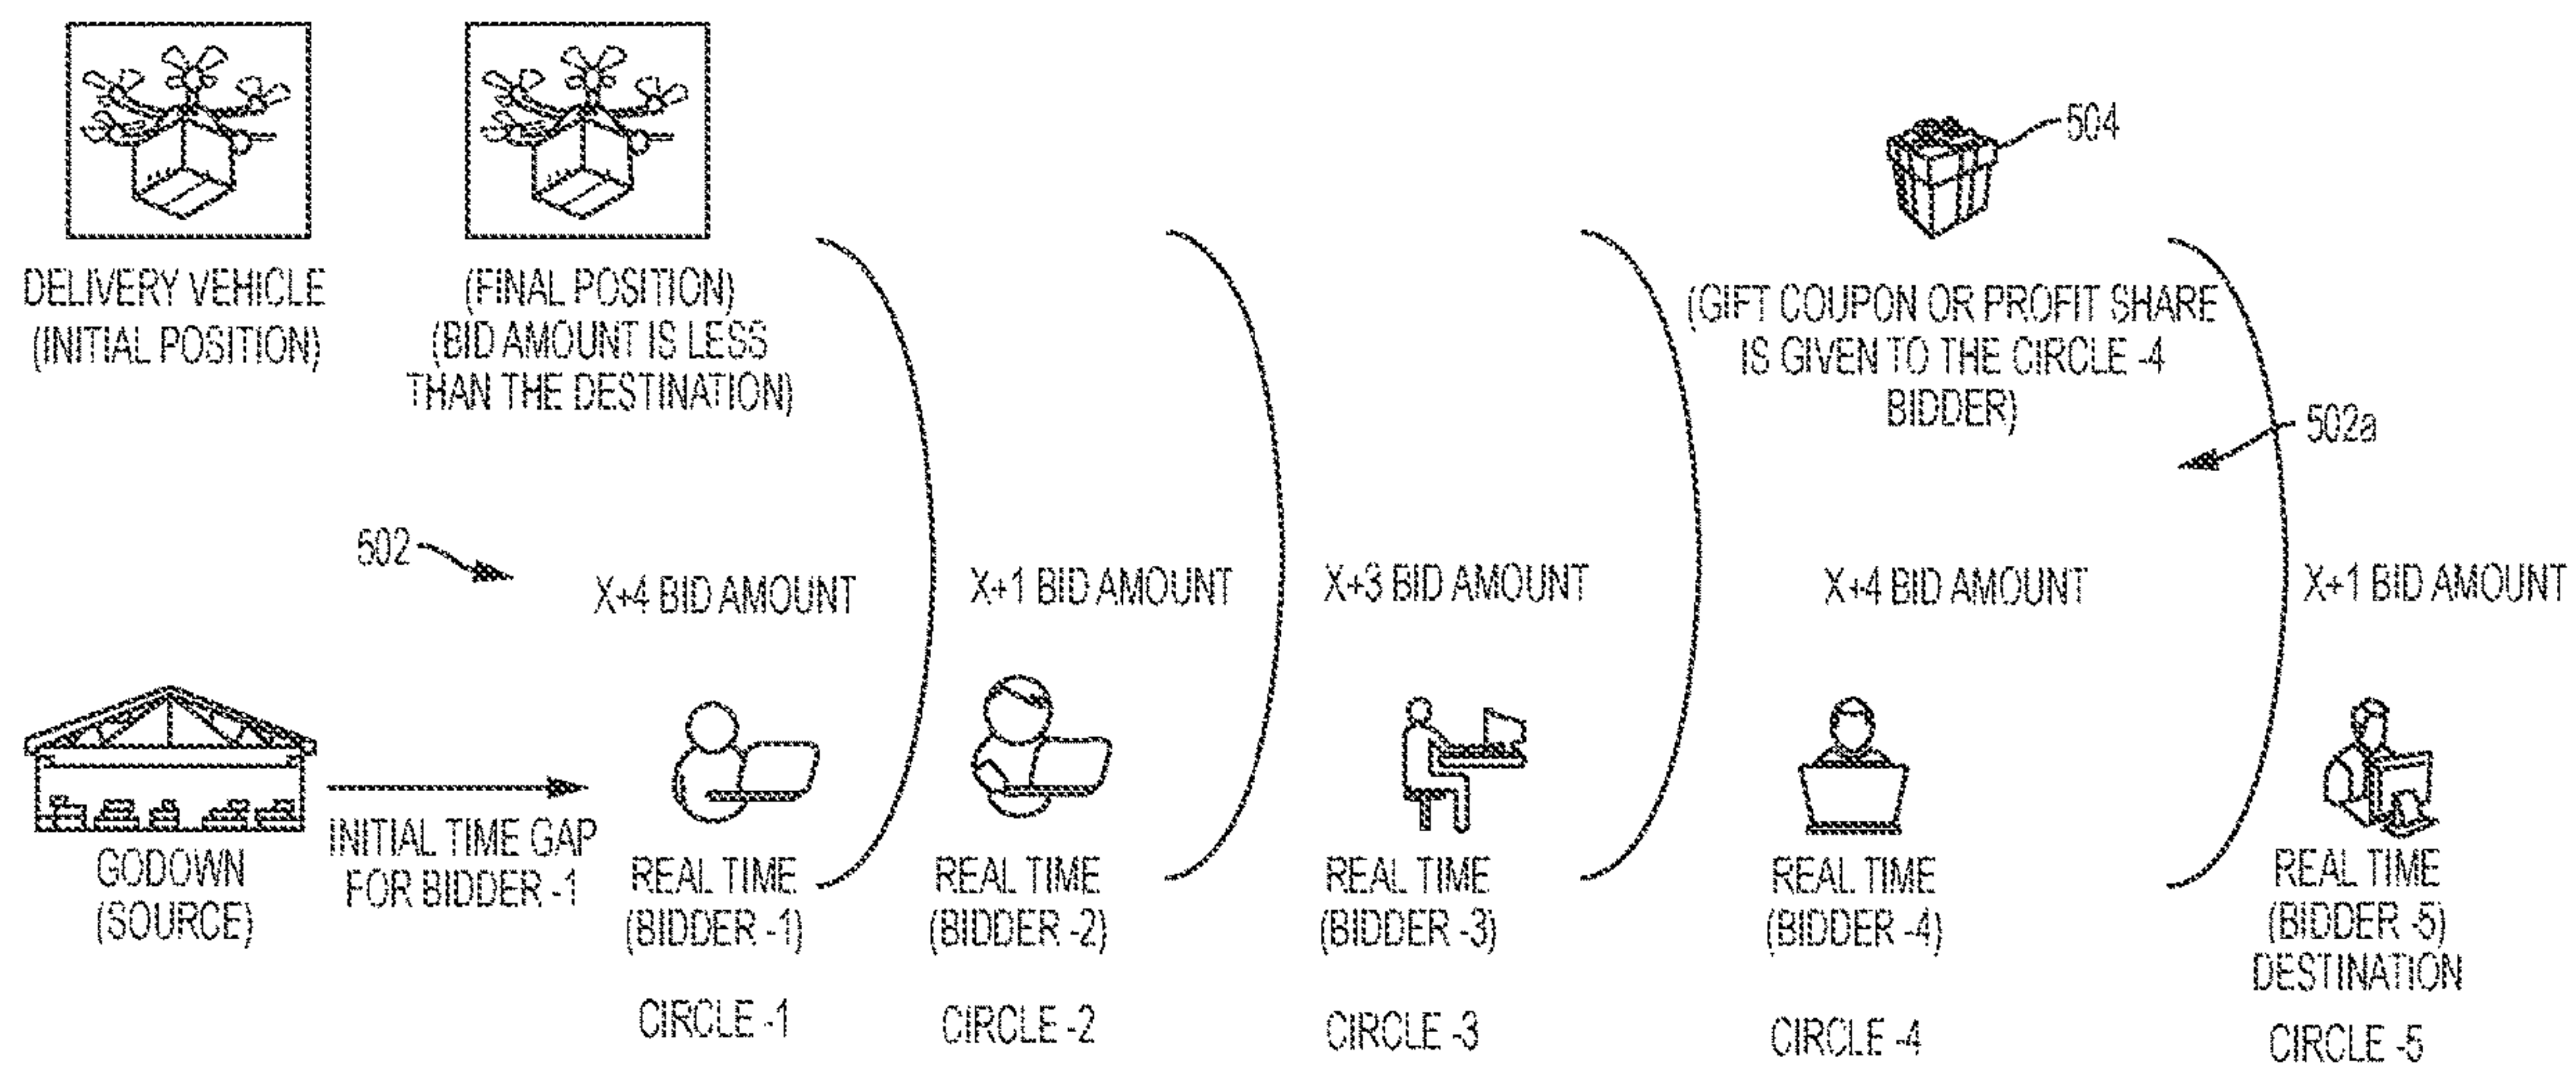 504
DELIVERY VEHICLE
(INITIAL POSITION)
(FINAL POSITION)
(BID AMOUNT IS LESS
THAN THE DESTINATION)
(GIFT COUPON OR PROFIT SHARE
IS GIVEN TO THE CIRCLE -4
BIDDER)
502a
502
X+4 BID AMOUNT
X+1 BID AMOUNT
X+3 BID AMOUNT
X+4 BID AMOUNT
X+1 BID AMOUNT
GODOWN
(SOURCE)
INITIAL TIME GAP
FOR BIDDER -1
REAL TIME
(BIDDER -1)
CIRCLE -1
REAL TIME
(BIDDER -2)
CIRCLE -2
REAL TIME
(BIDDER -3)
CIRCLE -3
REAL TIME
(BIDDER -4)
CIRCLE -4
REAL TIME
(BIDDER -5)
DESTINATION
CIRCLE -5